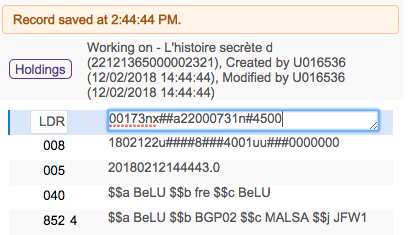 Record saved at 2:44:44 PM.
Working on - L'histoire secrète d
(22121365000002321), Created by U016536
Holdings
(12/02/2018 14:44:44), Modified by U016536
(12/02/2018 14:44:44)
LDR 00173nx##a22000731n#4500
008 1802122u####8###4001uu###0000000
005 20180212144443.0
040 $$a BeLU $$b fre $$c BeLU
852 4 $$a BeLU $$b BGP02 $$c MALSA $$j JFW1